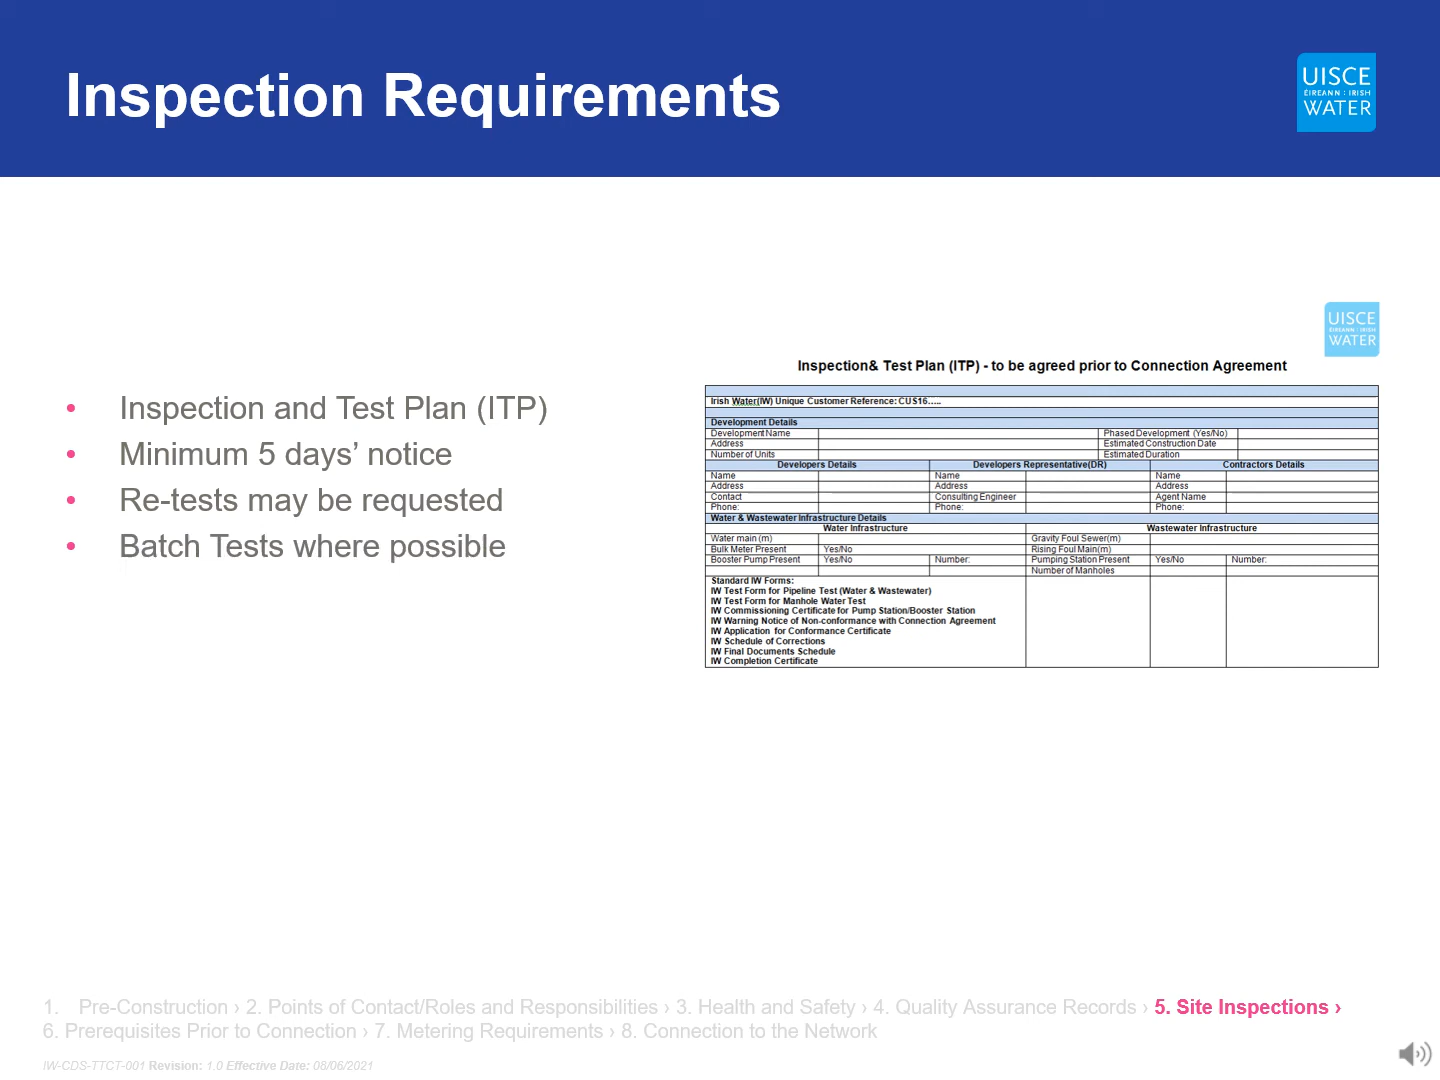 Inspection Requirements
UISCE
ÉIREANN : IRISH
WATER
• Inspection and Test Plan (ITP)
• Minimum 5 days’ notice
• Re-tests may be requested
• Batch Tests where possible
UISCE
ÉIREANN : IRISH
WATER
Inspection& Test Plan (ITP) - to be agreed prior to Connection Agreement
Irish Water(IW) Unique Customer Reference: CUS16.....
Development Details
Development Name Phased Development (Yes/No)
Address Estimated Construction Date
Number of Units Estimated Duration
Developers Details Developers Representative(DR) Contractors Details
Name Name Name
Address Address Address
Contact Consulting Engineer Agent Name
Phone: Phone: Phone:
Water & Wastewater Infrastructure Details
Water Infrastructure Wastewater Infrastructure
Water main (m) Gravity Foul Sewer(m)
Bulk Meter Present Yes/No Rising Foul Main(m)
Booster Pump Present Yes/No Number: Pumping Station Present Yes/No Number:
Number of Manholes
Standard IW Forms:
IW Test Form for Pipeline Test (Water & Wastewater)
IW Test Form for Manhole Water Test
IW Commissioning Certificate for Pump Station/Booster Station
IW Warning Notice of Non-conformance with Connection Agreement
IW Application for Conformance Certificate
IW Schedule of Corrections
IW Final Documents Schedule
IW Completion Certificate
1. Pre-Construction › 2. Points of Contact/Roles and Responsibilities › 3. Health and Safety › 4. Quality Assurance Records › 5. Site Inspections ›
6. Prerequisites Prior to Connection › 7. Metering Requirements › 8. Connection to the Network
IW-CDS-TTCT-001 Revision: 1.0 Effective Date: 08/06/2021